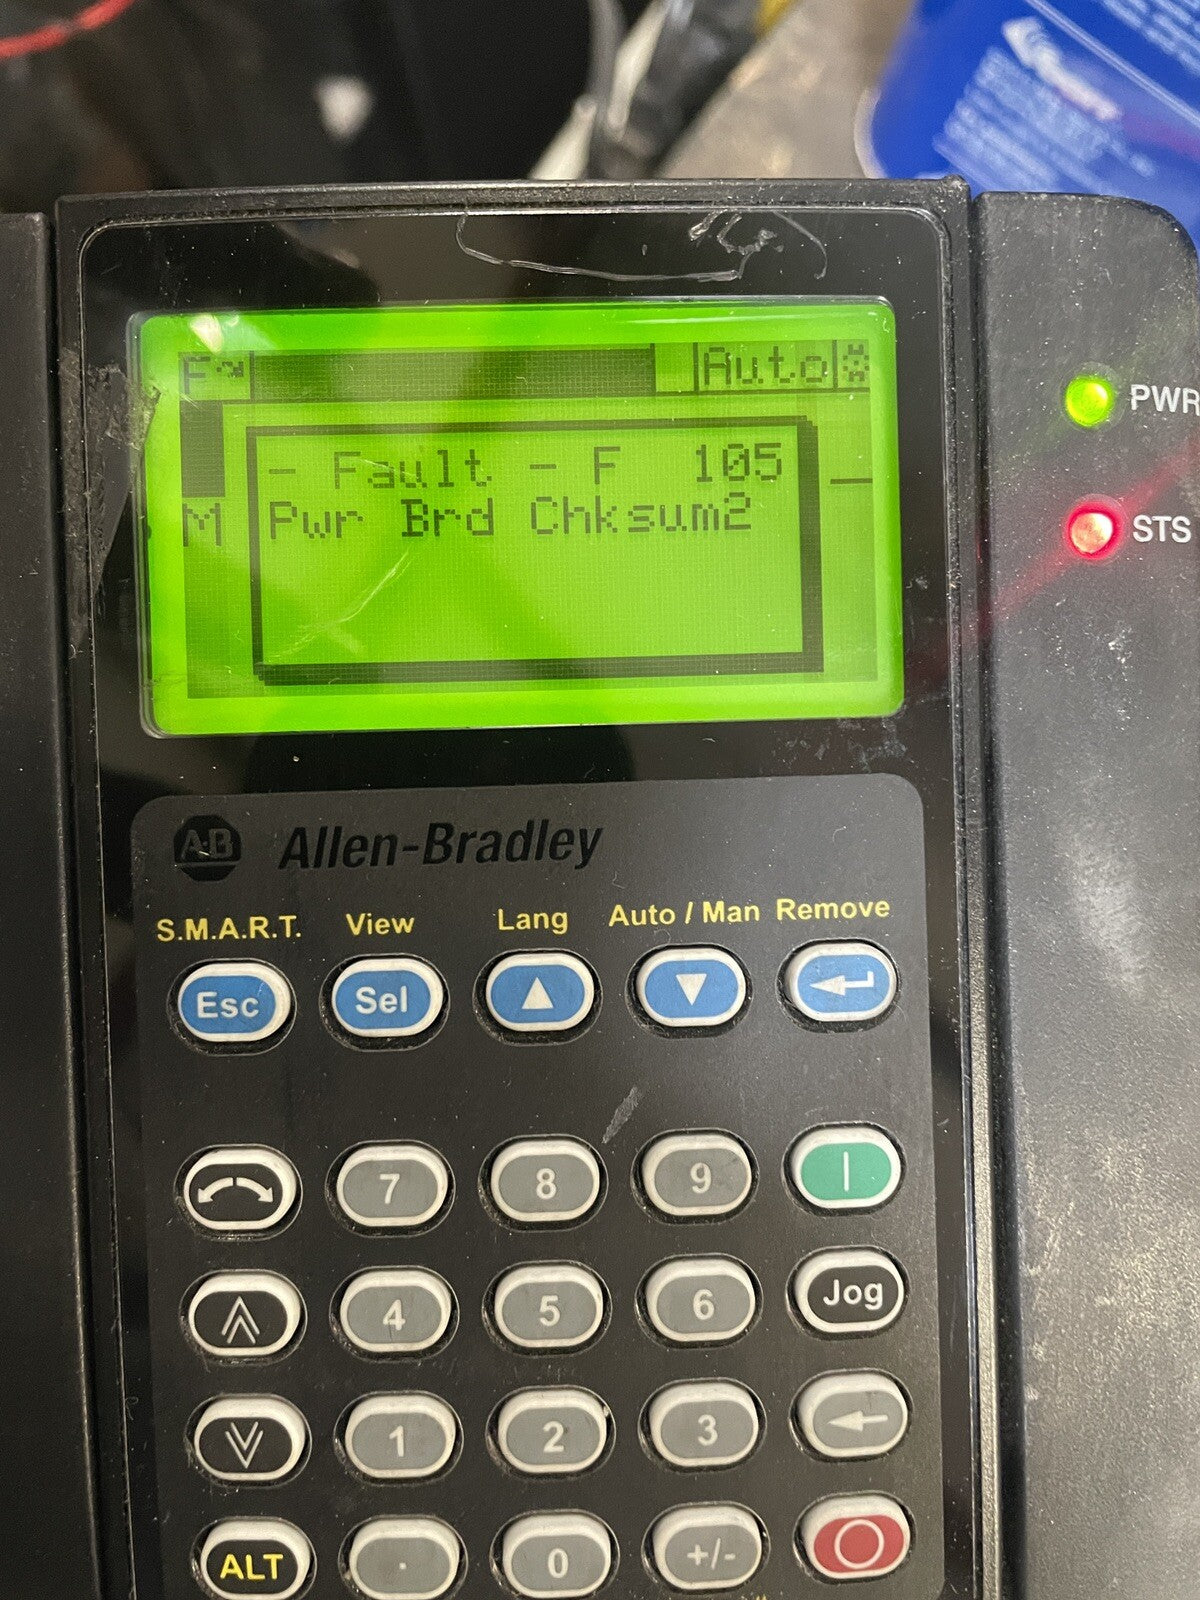 F Auto
- Fault - F 105
M Pwr Brd Chksum2
PWR
STS
A-B Allen-Bradley
S.M.A.R.T. View Lang Auto / Man Remove
Esc Sel
7 8 9
4 5 6 Jog
1 2 3
ALT . 0 +/-